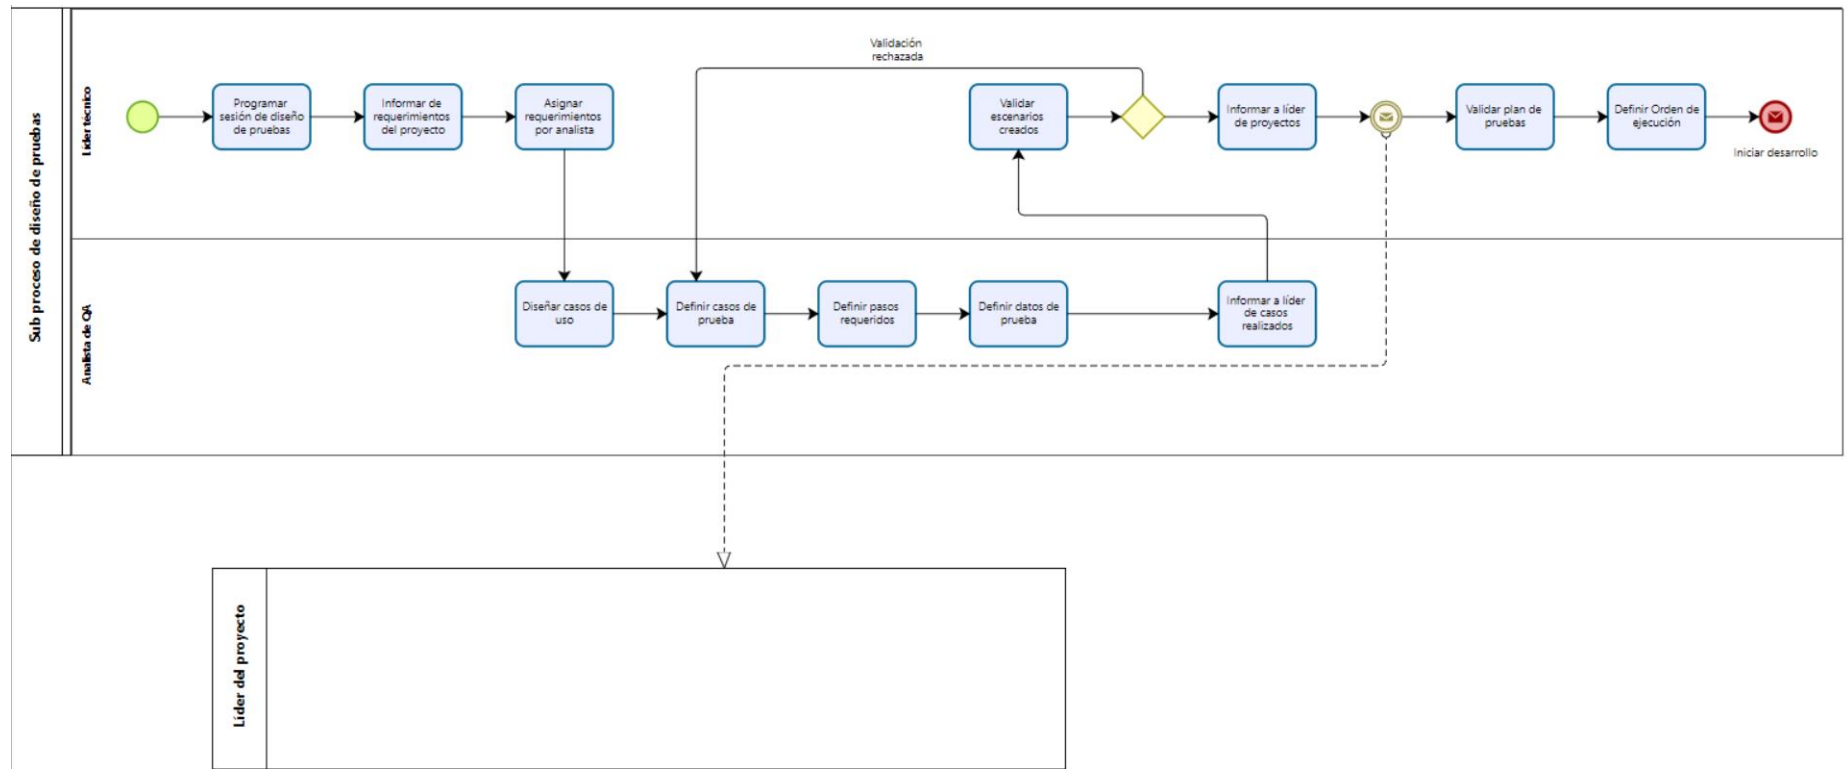 Sub proceso de diseño de pruebas
Líder técnico
Programar
sesión de diseño
de pruebas
Informar de
requerimientos
del proyecto
Asignar
requerimientos
por analista
Validación
rechazada
Validar
escenarios
creados
Informar a líder
de proyectos
Validar plan de
pruebas
Definir Orden de
ejecución
Iniciar desarrollo
Analista de QA
Diseñar casos de
uso
Definir casos de
prueba
Definir pasos
requeridos
Definir datos de
prueba
Informar a líder
de casos
realizados
Líder del proyecto